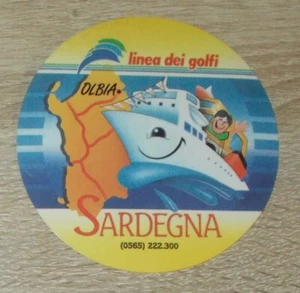 linea dei golfi
OLBIA
SARDEGNA
(0565) 222.300